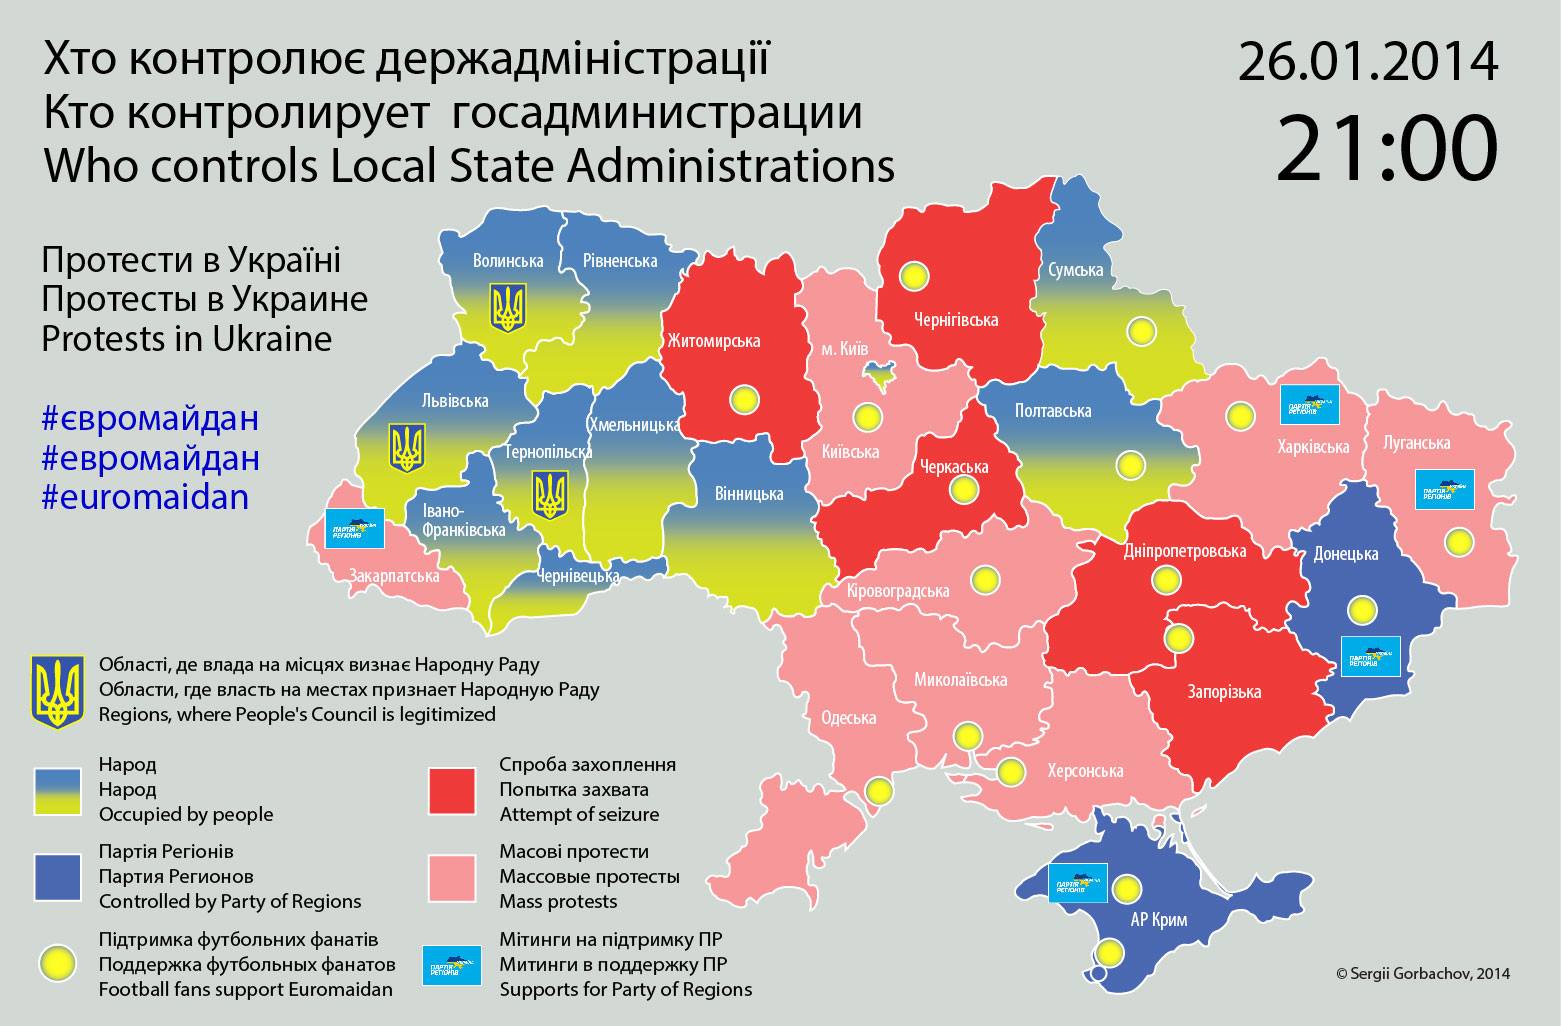 Хто контролює держадміністрації
Кто контролирует госадминистрации
Who controls Local State Administrations
26.01.2014
21:00
Протести в Україні
Протесты в Украине
Protests in Ukraine
#євромайдан
#евромайдан
#euromaidan
Волинська
Рівненська
Житомирська
м. Київ
Чернігівська
Сумська
Львівська
Тернопільска
Хмельницька
Вінницька
Київська
Черкаська
Полтавська
Харківська
Луганська
Івано-
Франківська
Закарпатська
Чернівецька
Кіровоградська
Дніпропетровська
Донецька
Миколаївська
Одеська
Запорізька
Херсонська
АР Крим
ПАРТІЯ
РЕГІОНІВ
ПАРТІЯ
РЕГІОНІВ
ПАРТІЯ
РЕГІОНІВ
ПАРТІЯ
РЕГІОНІВ
ПАРТІЯ
РЕГІОНІВ
Області, де влада на місцях визнає Народну Раду
Области, где власть на местах признает Народную Раду
Regions, where People's Council is legitimized
Народ
Народ
Occupied by people
Партія Регіонів
Партия Регионов
Controlled by Party of Regions
Підтримка футбольних фанатів
Поддержка футбольных фанатов
Football fans support Euromaidan
Спроба захоплення
Попытка захвата
Attempt of seizure
Масові протести
Массовые протесты
Mass protests
ПАРТІЯ
РЕГІОНІВ
Мітинги на підтримку ПР
Митинги в поддержку ПР
Supports for Party of Regions
© Sergii Gorbachov, 2014